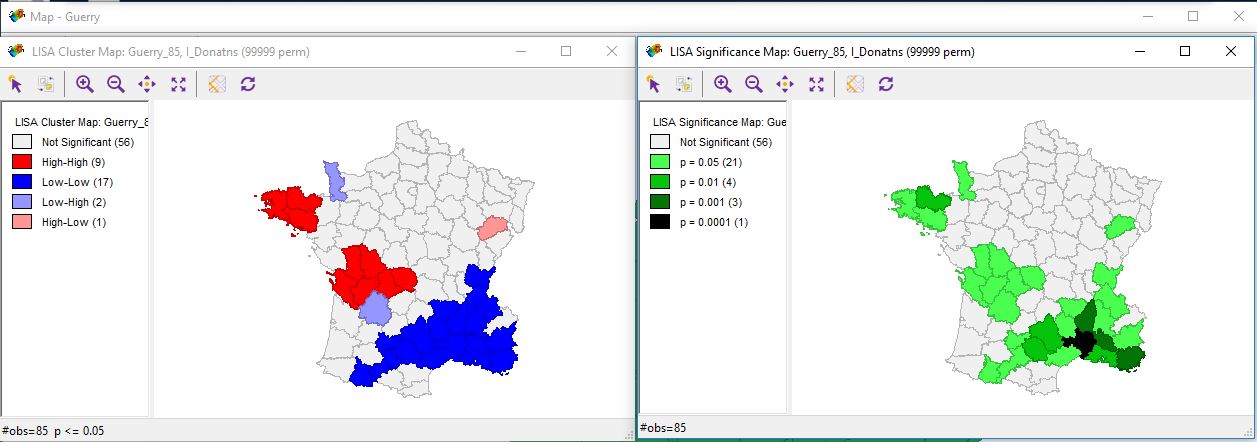 Map - Guerry
LISA Cluster Map: Guerry_85, I_Donatns (99999 perm)
LISA Cluster Map: Guerry_8
Not Significant (56)
High-High (9)
Low-Low (17)
Low-High (2)
High-Low (1)
#obs=85 p <= 0.05
LISA Significance Map: Guerry_85, I_Donatns (99999 perm)
LISA Significance Map: Gue
Not Significant (56)
p = 0.05 (21)
p = 0.01 (4)
p = 0.001 (3)
p = 0.0001 (1)
#obs=85